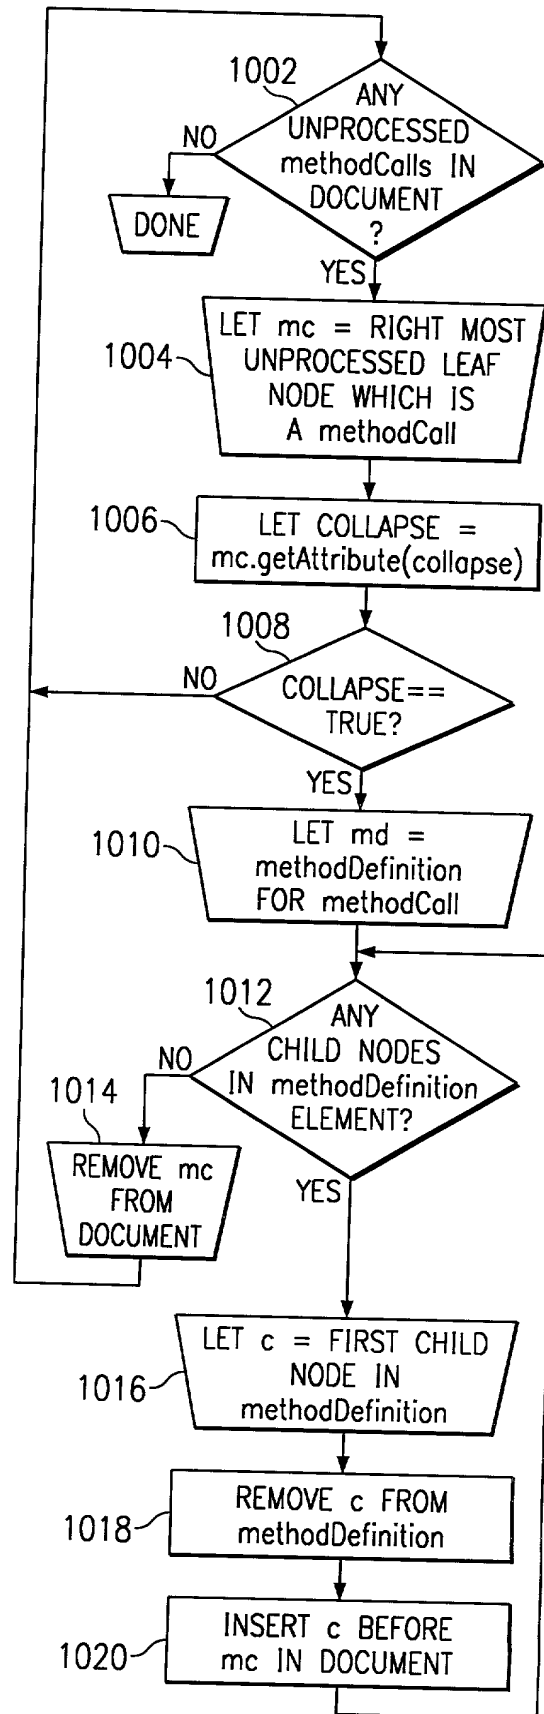 1002
ANY
UNPROCESSED
methodCalls IN
DOCUMENT
?
NO
DONE
YES
1004
LET mc = RIGHT MOST
UNPROCESSED LEAF
NODE WHICH IS
A methodCall
1006
LET COLLAPSE =
mc.getAttribute(collapse)
1008
NO
COLLAPSE==
TRUE?
YES
1010
LET md =
methodDefinition
FOR methodCall
1012
ANY
CHILD NODES
IN methodDefinition
ELEMENT?
NO
1014
REMOVE mc
FROM
DOCUMENT
YES
1016
LET c = FIRST CHILD
NODE IN
methodDefinition
1018
REMOVE c FROM
methodDefinition
1020
INSERT c BEFORE
mc IN DOCUMENT